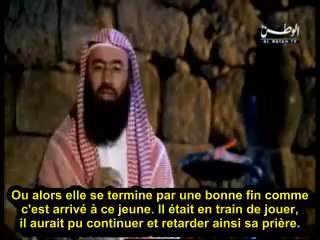 الوطن
AL WATAN TV
Ou alors elle se termine par une bonne fin comme
c'est arrivé à ce jeune. Il était en train de jouer,
il aurait pu continuer et retarder ainsi sa prière.